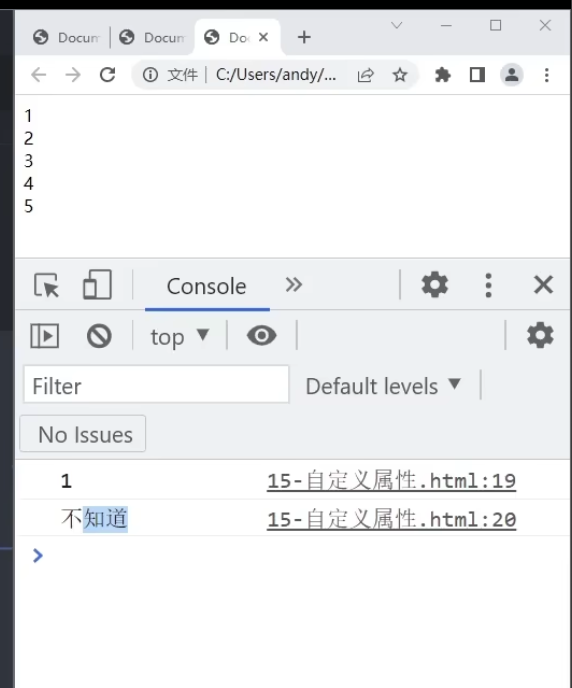 Docum Docum Do
文件 C:/Users/andy/...
1
2
3
4
5
Console
top
Filter Default levels
No Issues
1 15-自定义属性.html:19
不知道 15-自定义属性.html:20